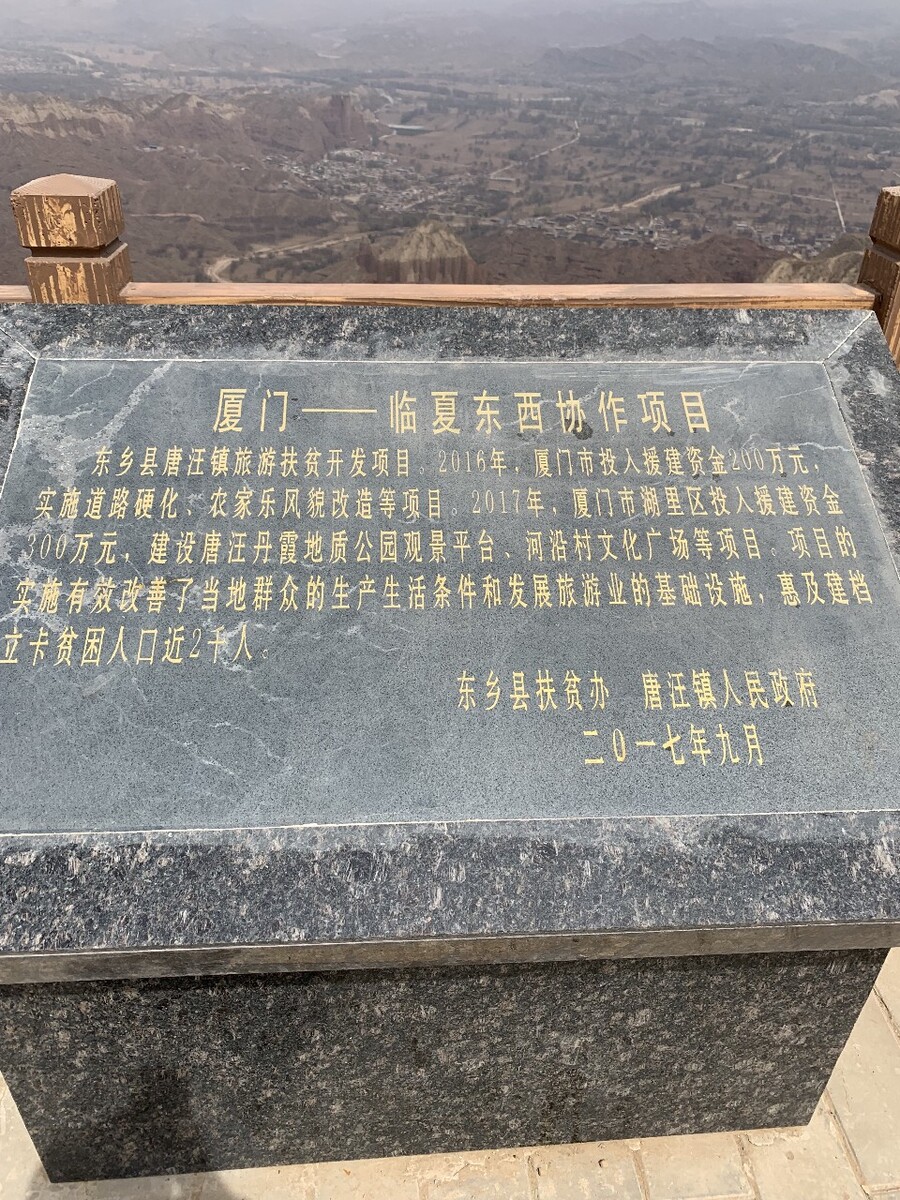 厦门——临夏东西协作项目
东乡县唐汪镇旅游扶贫开发项目。2016年，厦门市投入援建资金200万元，
实施道路硬化、农家乐风貌改造等项目。2017年，厦门市湖里区投入援建资金
300万元，建设唐汪丹霞地质公园观景平台、河沿村文化广场等项目。项目的
实施有效改善了当地群众的生产生活条件和发展旅游业的基础设施，惠及建档
立卡贫困人口近2千人。
东乡县扶贫办 唐汪镇人民政府
二〇一七年九月